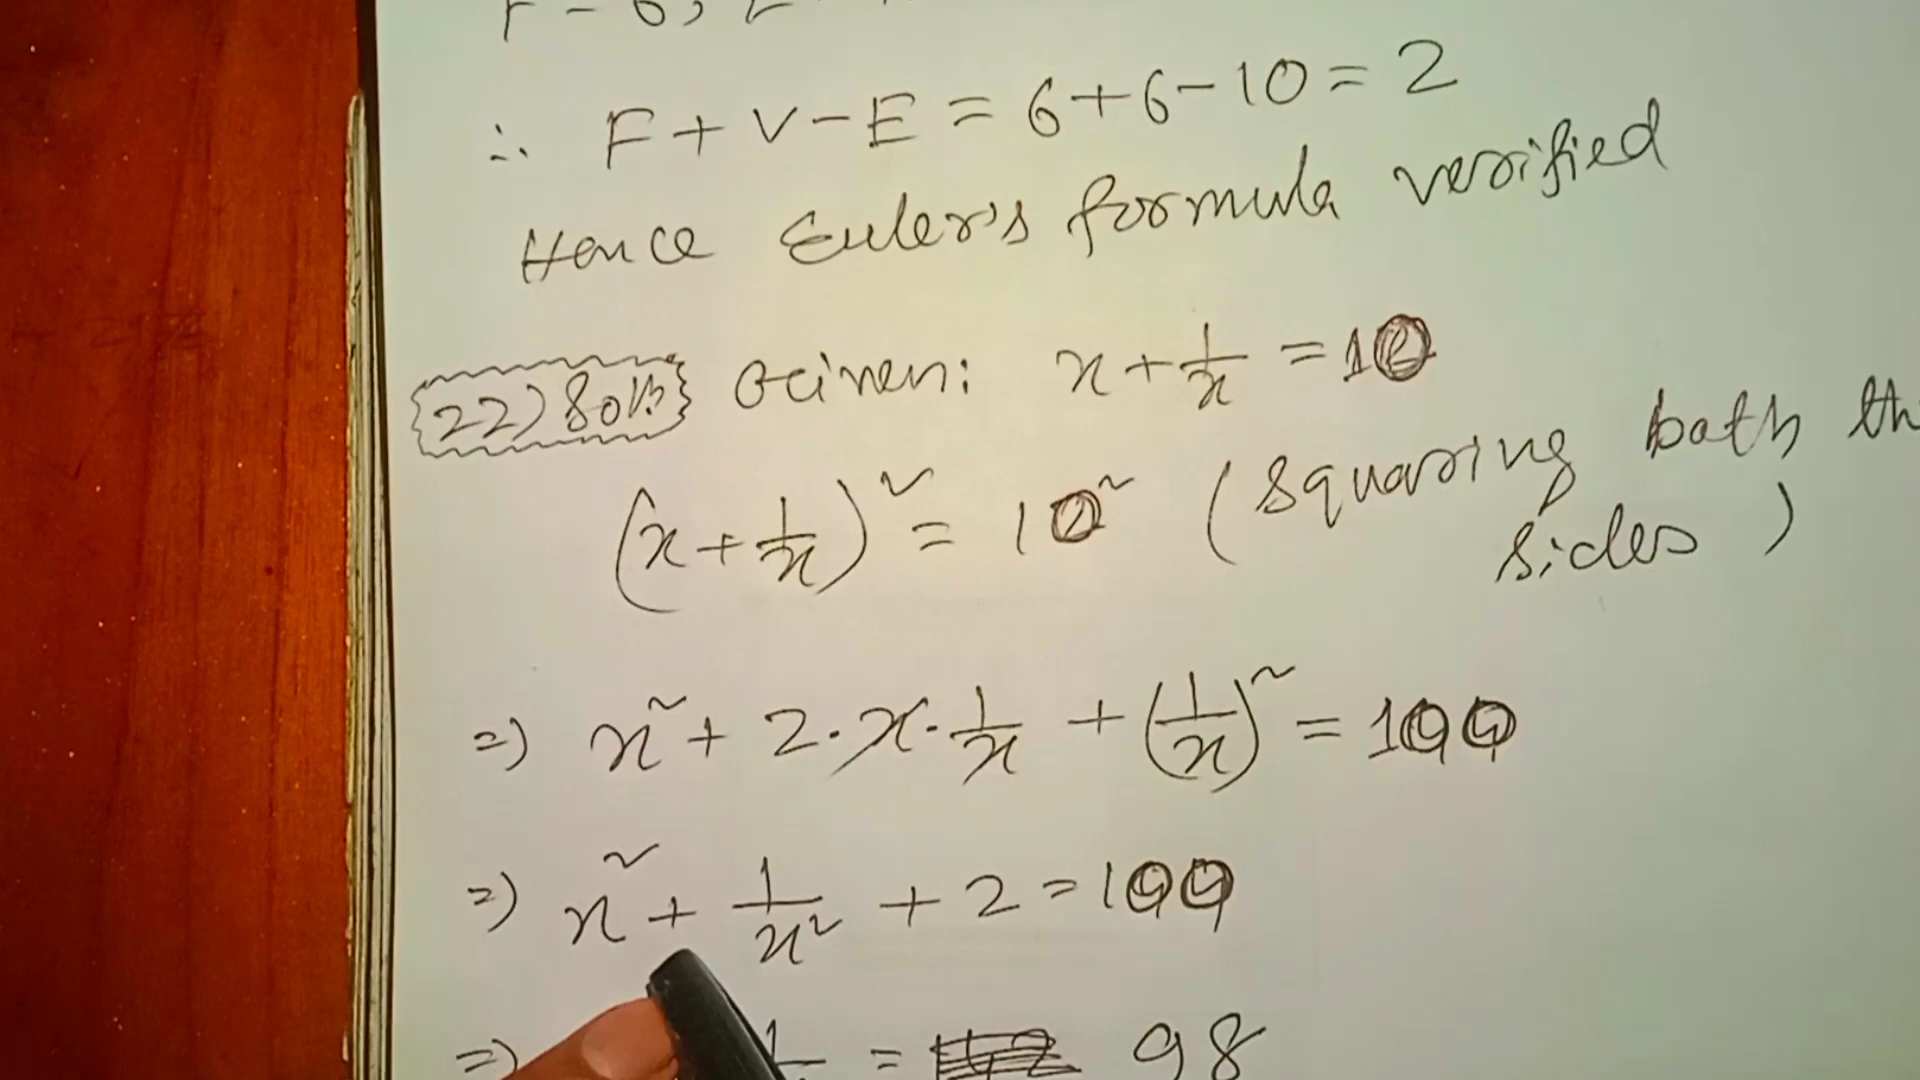 ∴ F + V - E = 6 + 6 - 10 = 2
Hence Euler's formula verified
22) Solⁿ: Given: x + 1/x = 10
(x + 1/x)² = 10² (squaring both the
sides)
=) x² + 2·x·1/x + (1/x)² = 100
=) x² + 1/x² + 2 = 100
=) = 98